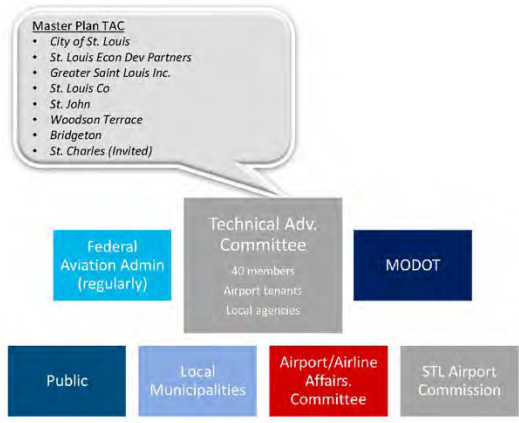 Master Plan TAC
• City of St. Louis
• St. Louis Econ Dev Partners
• Greater Saint Louis Inc.
• St. Louis Co
• St. John
• Woodson Terrace
• Bridgeton
• St. Charles (Invited)
Technical Adv.
Committee
40 members
Airport tenants
Local agencies
Federal
Aviation Admin
(regularly)
MODOT
Public
Local
Municipalities
Airport/Airline
Affairs.
Committee
STL Airport
Commission